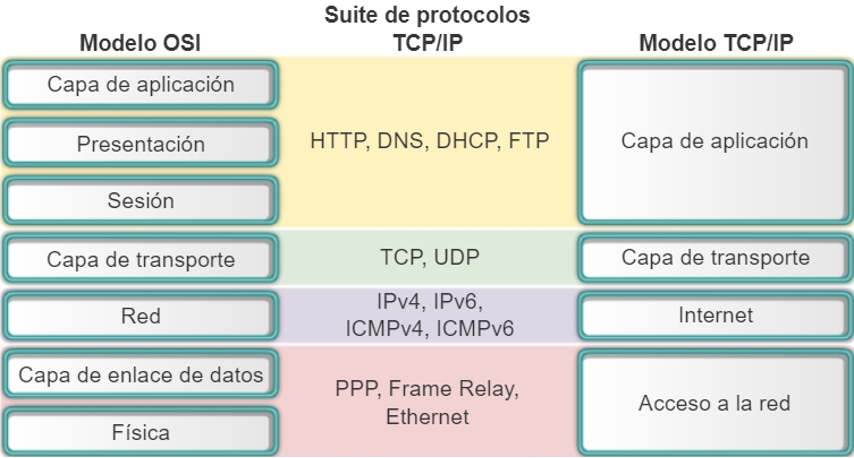 Modelo OSI
Suite de protocolos
TCP/IP
Modelo TCP/IP
Capa de aplicación
Presentación
Sesión
HTTP, DNS, DHCP, FTP
Capa de aplicación
Capa de transporte
TCP, UDP
Capa de transporte
Red
IPv4, IPv6,
ICMPv4, ICMPv6
Internet
Capa de enlace de datos
Física
PPP, Frame Relay,
Ethernet
Acceso a la red